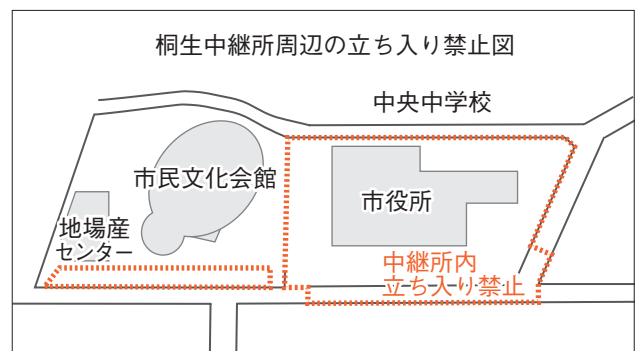 桐生中継所周辺の立ち入り禁止図
中央中学校
市民文化会館
市役所
地場産
センター
中継所内
立ち入り禁止